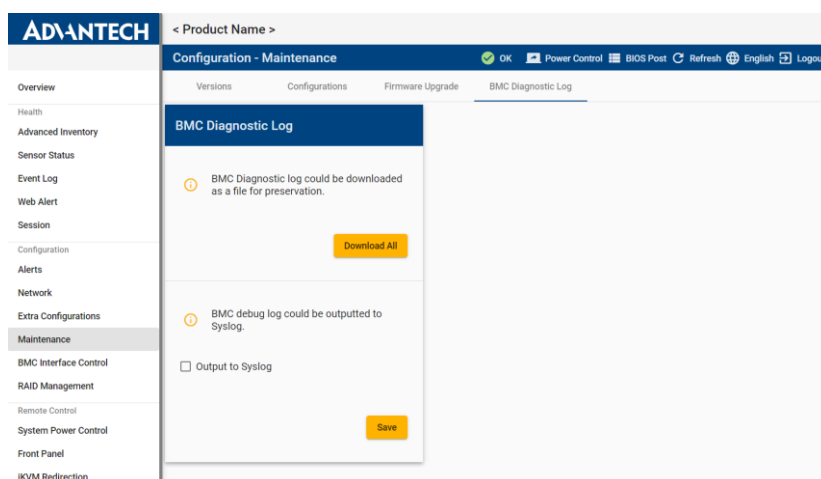 ADVANTECH
< Product Name >
Configuration - Maintenance
OK
Power Control
BIOS Post
Refresh
English
Logou
Versions
Configurations
Firmware Upgrade
BMC Diagnostic Log
Overview
Health
Advanced Inventory
Sensor Status
Event Log
Web Alert
Session
Configuration
Alerts
Network
Extra Configurations
Maintenance
BMC Interface Control
RAID Management
Remote Control
System Power Control
Front Panel
iKVM Redirection
BMC Diagnostic Log
BMC Diagnostic log could be downloaded
as a file for preservation.
Download All
BMC debug log could be outputted to
Syslog.
Output to Syslog
Save